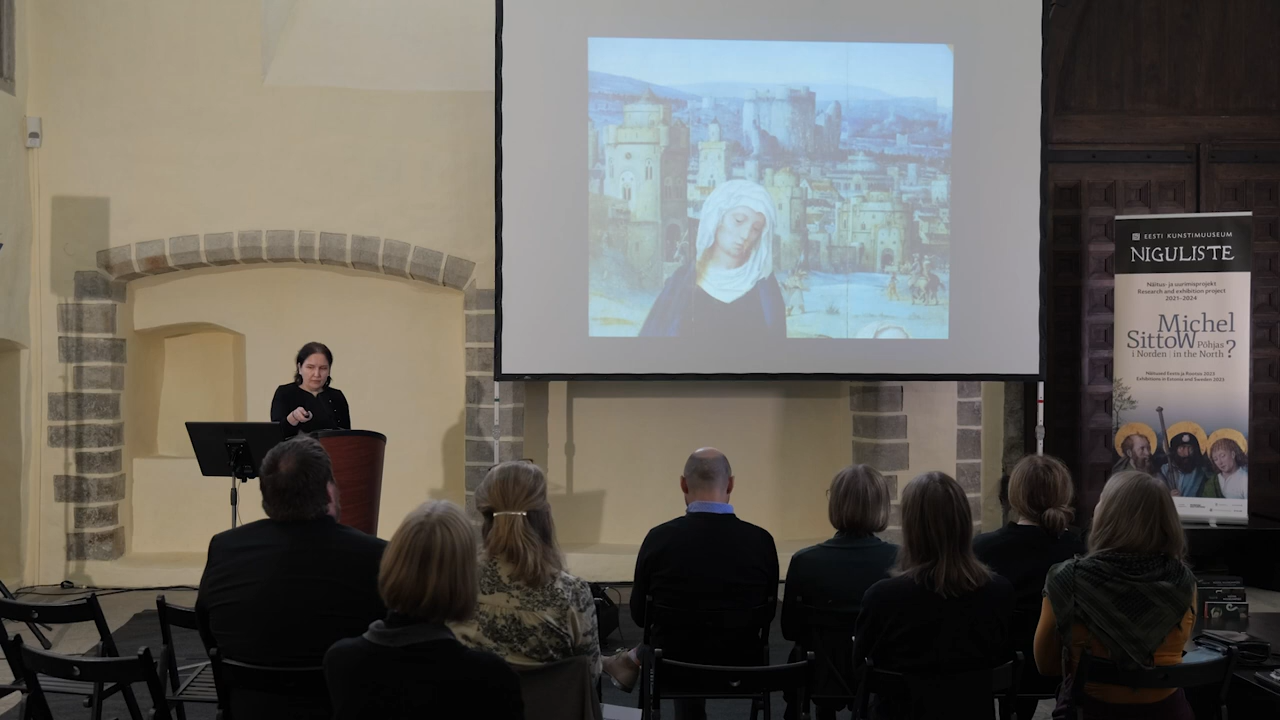 EESTI KUNSTIMUUSEUM
NIGULISTE
Näitus- ja uurimisprojekt
Research and exhibition project
2021–2024
Michel
SittoW Põhjas
i Norden | in the North ?
Näitused Eestis ja Rootsis 2023
Exhibitions in Estonia and Sweden 2023